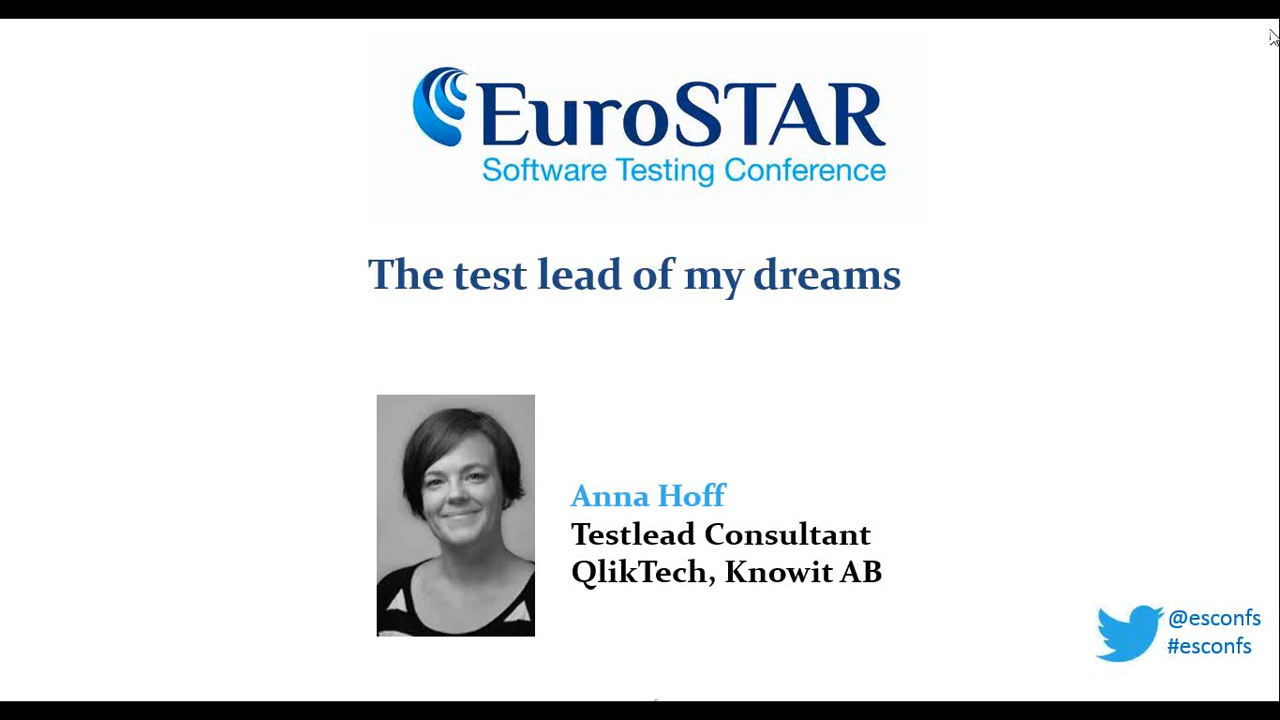 EuroSTAR
Software Testing Conference
The test lead of my dreams
Anna Hoff
Testlead Consultant
QlikTech, Knowit AB
@esconfs
#esconfs